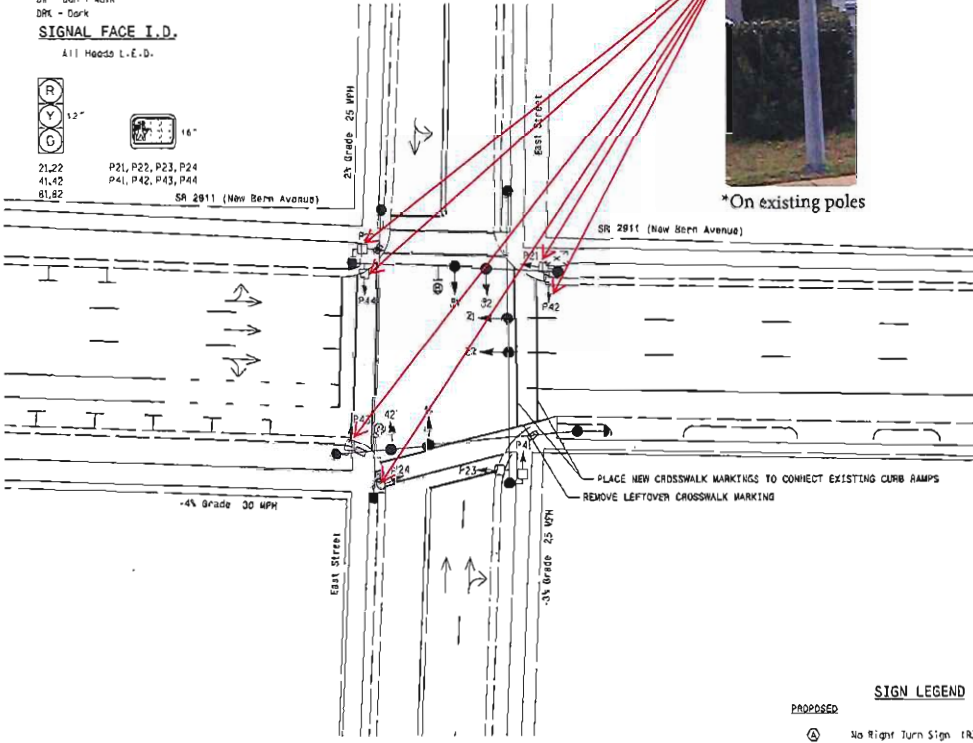 DRK - Dark
SIGNAL FACE I.D.
All Heads L.E.D.
R
Y
G
12"
16"
21,22
41,42
81,82
P21, P22, P23, P24
P41, P42, P43, P44
SR 2911 (New Bern Avenue)
2% Grade 25 MPH
East Street
*On existing poles
SR 2911 (New Bern Avenue)
P21
P44
P42
21
22
42
P24
P23
P41
PLACE NEW CROSSWALK MARKINGS TO CONNECT EXISTING CURB RAMPS
REMOVE LEFTOVER CROSSWALK MARKING
-4% Grade 30 MPH
East Street
-3% Grade 25 MPH
SIGN LEGEND
PROPOSED
A No Right Turn Sign (R